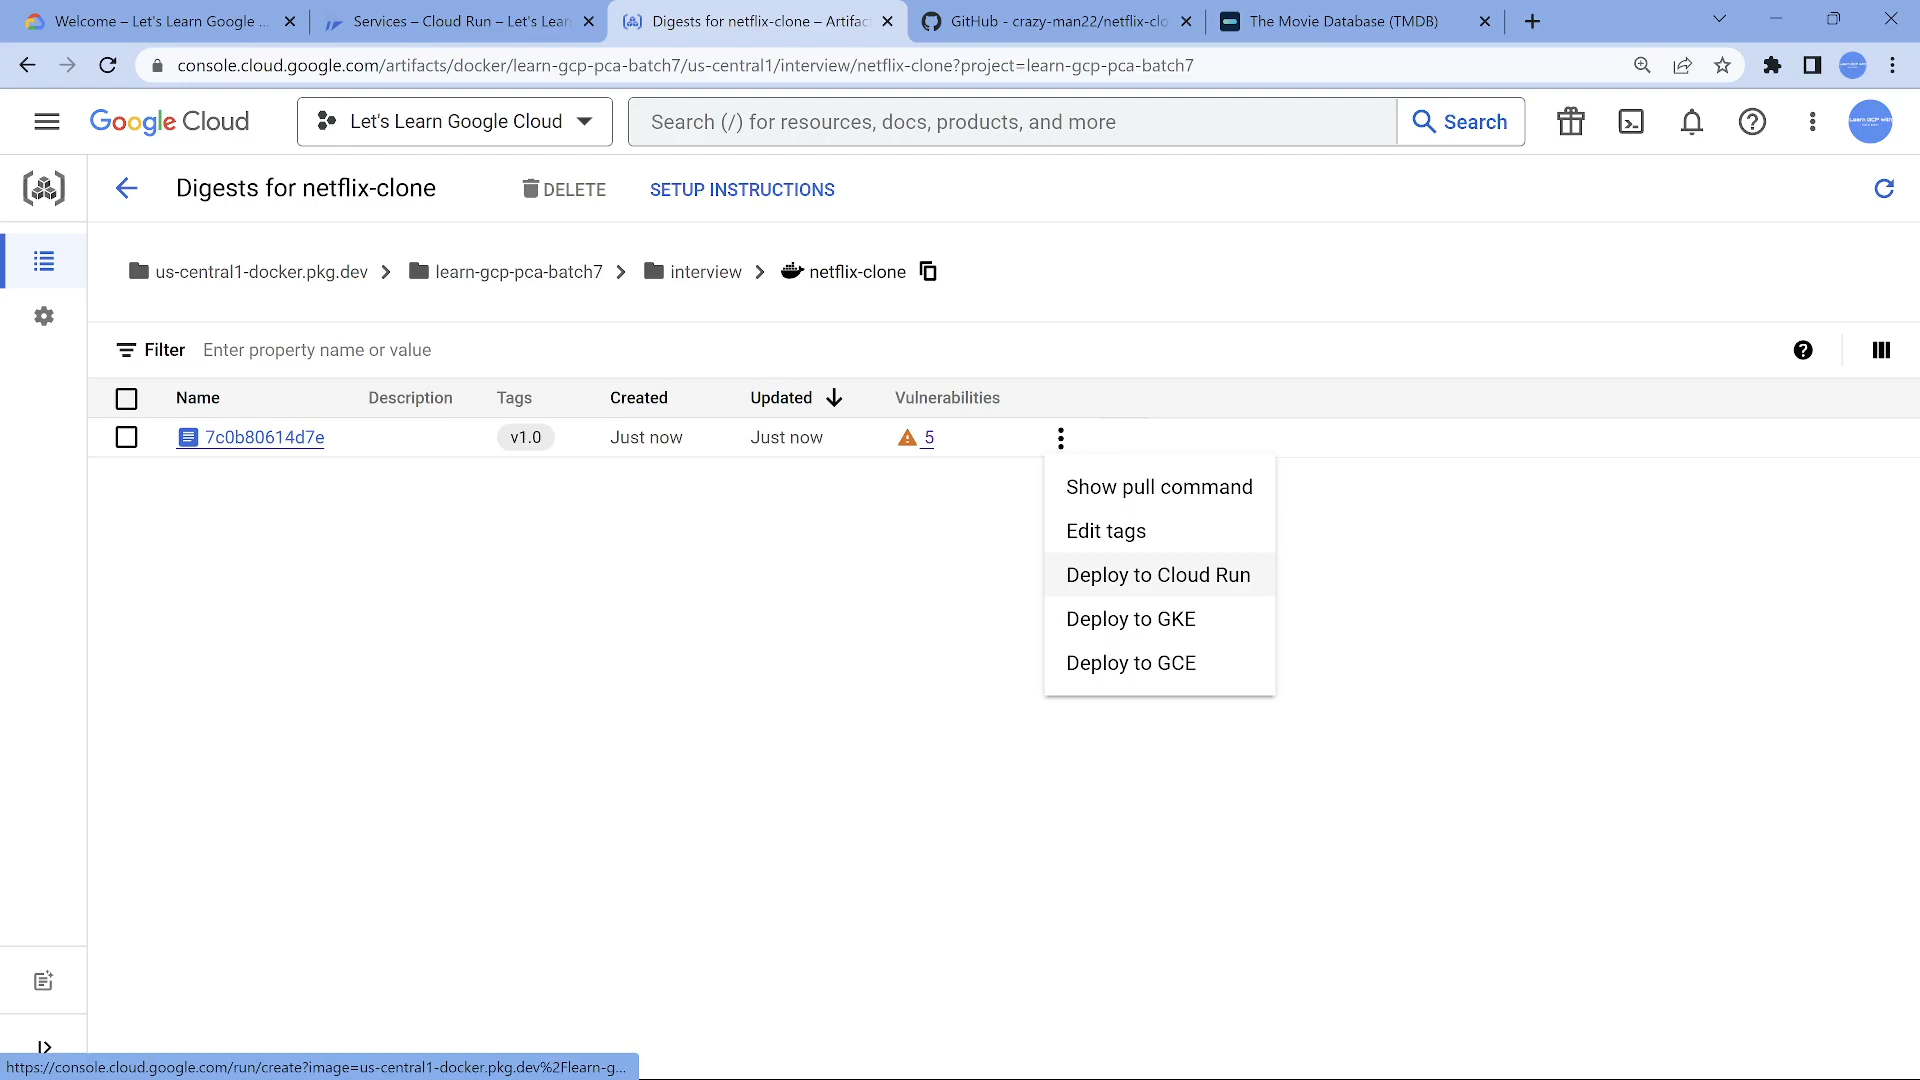 Welcome – Let's Learn Google ...
Services – Cloud Run – Let's Lear
Digests for netflix-clone – Artifac
GitHub - crazy-man22/netflix-clo
The Movie Database (TMDB)
console.cloud.google.com/artifacts/docker/learn-gcp-pca-batch7/us-central1/interview/netflix-clone?project=learn-gcp-pca-batch7
Google Cloud
Let's Learn Google Cloud
Search (/) for resources, docs, products, and more
Search
Digests for netflix-clone
DELETE
SETUP INSTRUCTIONS
us-central1-docker.pkg.dev
learn-gcp-pca-batch7
interview
netflix-clone
Filter
Enter property name or value
Name
Description
Tags
Created
Updated
Vulnerabilities
7c0b80614d7e
v1.0
Just now
Just now
5
Show pull command
Edit tags
Deploy to Cloud Run
Deploy to GKE
Deploy to GCE
https://console.cloud.google.com/run/create?image=us-central1-docker.pkg.dev%2Flearn-g...